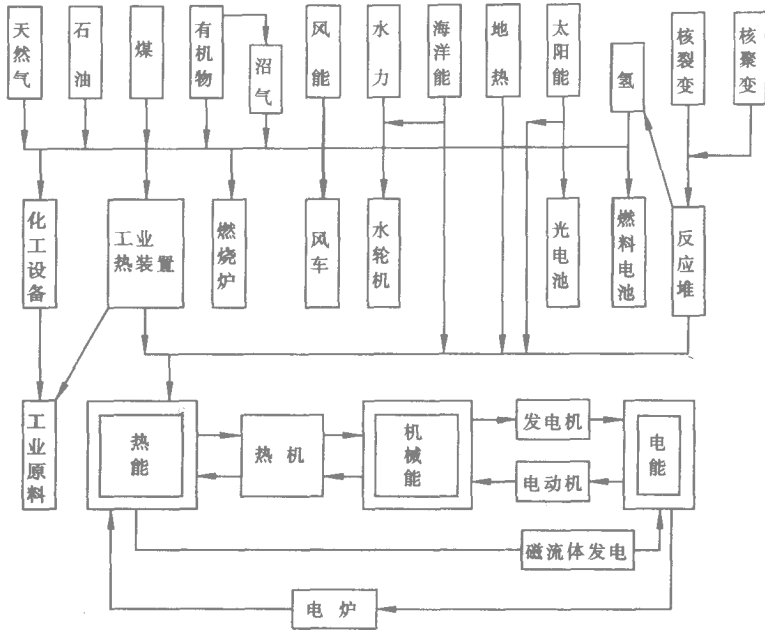 天然气
石油
煤
有机物
沼气
风能
水力
海洋能
地热
太阳能
氢
核裂变
核聚变
化工设备
工业
热装置
燃烧炉
风车
水轮机
光电池
燃料电池
反应堆
工业原料
热能
热机
机械能
发电机
电动机
电能
磁流体发电
电炉